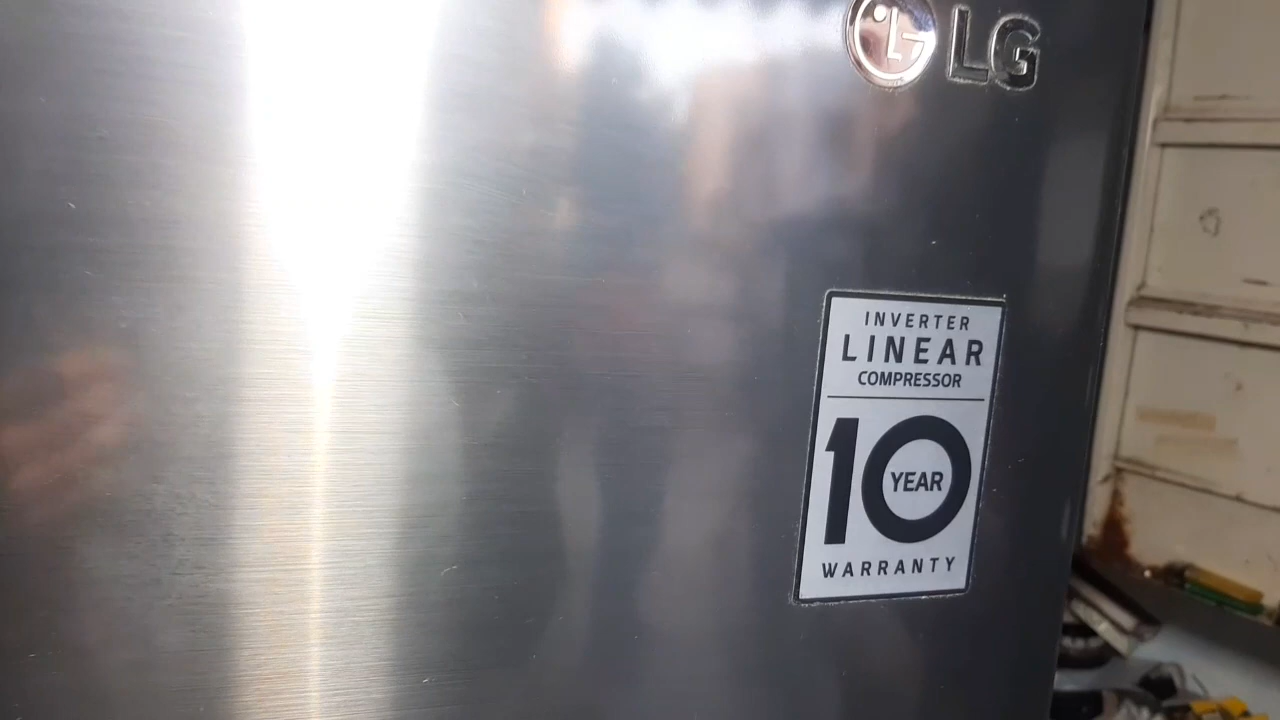 LG
INVERTER
LINEAR
COMPRESSOR
10
YEAR
WARRANTY